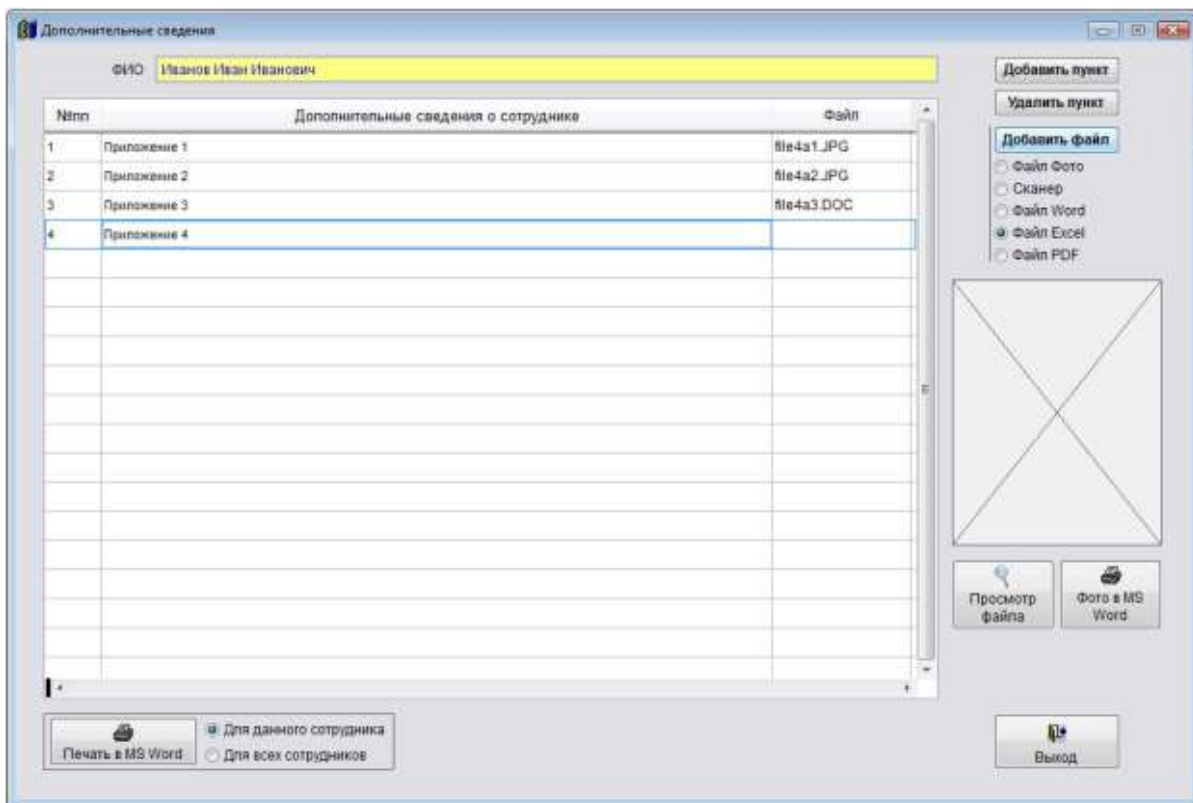 Дополнительные сведения
ФИО Иванов Иван Иванович
Добавить пункт
Удалить пункт
№пп Дополнительные сведения о сотруднике Файл
Добавить файл
1 Приложение 1 file4a1.JPG
2 Приложение 2 file4a2.JPG
3 Приложение 3 file4a3.DOC
4 Приложение 4
Файл Фото
Сканер
Файл Word
Файл Excel
Файл PDF
Просмотр
файла
Фото в MS
Word
Печать в MS Word
Для данного сотрудника
Для всех сотрудников
Выход